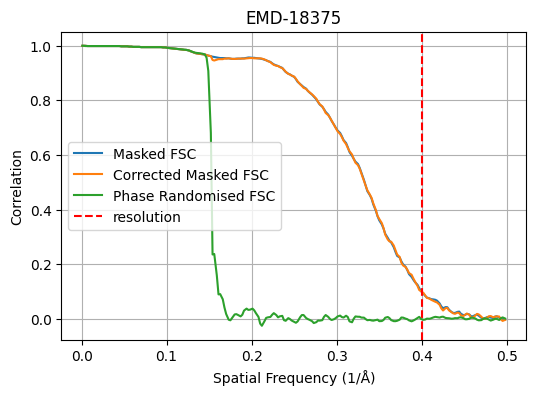 EMD-18375
1.0
0.8
0.6
0.4
0.2
0.0
Correlation
Masked FSC
Corrected Masked FSC
Phase Randomised FSC
resolution
0.0 0.1 0.2 0.3 0.4 0.5
Spatial Frequency (1/Å)